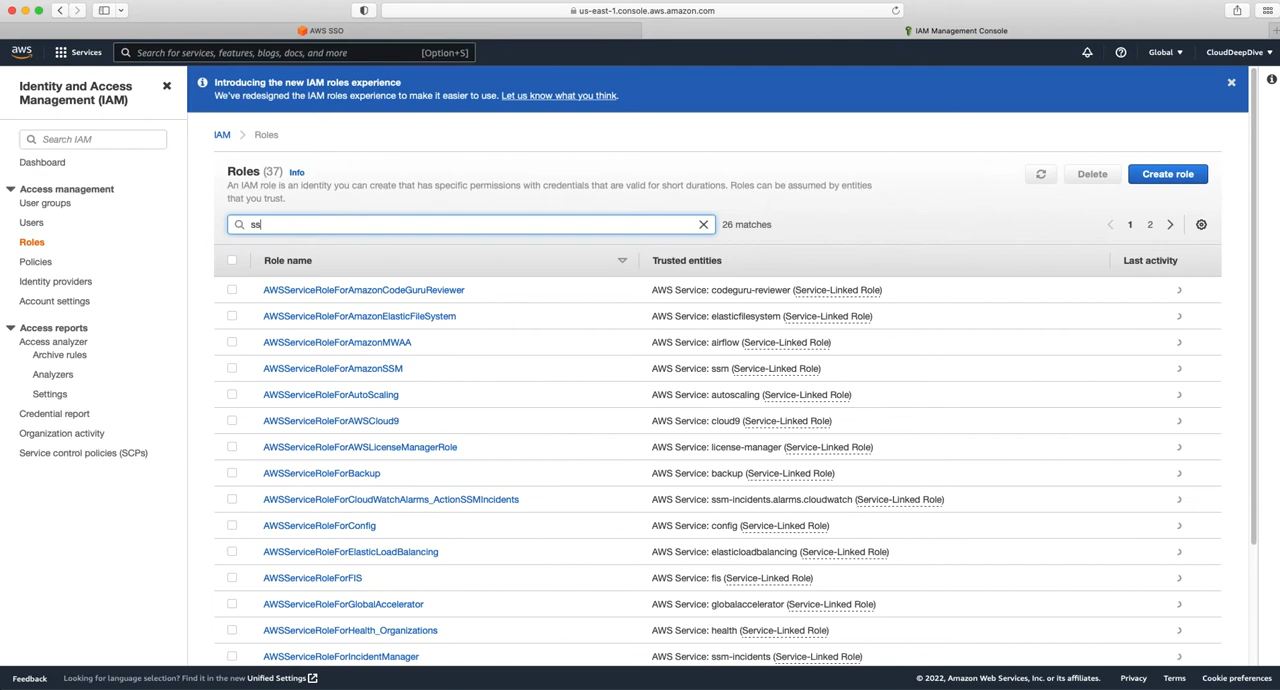 us-east-1.console.aws.amazon.com
AWS SSO
IAM Management Console
aws
Services
Search for services, features, blogs, docs, and more
[Option+S]
Global
CloudDeepDive
Identity and Access
Management (IAM)
Search IAM
Dashboard
Access management
User groups
Users
Roles
Policies
Identity providers
Account settings
Access reports
Access analyzer
Archive rules
Analyzers
Settings
Credential report
Organization activity
Service control policies (SCPs)
Introducing the new IAM roles experience
We've redesigned the IAM roles experience to make it easier to use. Let us know what you think.
IAM > Roles
Roles (37) Info
An IAM role is an identity you can create that has specific permissions with credentials that are valid for short durations. Roles can be assumed by entities
that you trust.
Delete
Create role
ss
26 matches
1 2
Role name Trusted entities Last activity
AWSServiceRoleForAmazonCodeGuruReviewer AWS Service: codeguru-reviewer (Service-Linked Role)
AWSServiceRoleForAmazonElasticFileSystem AWS Service: elasticfilesystem (Service-Linked Role)
AWSServiceRoleForAmazonMWAA AWS Service: airflow (Service-Linked Role)
AWSServiceRoleForAmazonSSM AWS Service: ssm (Service-Linked Role)
AWSServiceRoleForAutoScaling AWS Service: autoscaling (Service-Linked Role)
AWSServiceRoleForAWSCloud9 AWS Service: cloud9 (Service-Linked Role)
AWSServiceRoleForAWSLicenseManagerRole AWS Service: license-manager (Service-Linked Role)
AWSServiceRoleForBackup AWS Service: backup (Service-Linked Role)
AWSServiceRoleForCloudWatchAlarms_ActionSSMIncidents AWS Service: ssm-incidents.alarms.cloudwatch (Service-Linked Role)
AWSServiceRoleForConfig AWS Service: config (Service-Linked Role)
AWSServiceRoleForElasticLoadBalancing AWS Service: elasticloadbalancing (Service-Linked Role)
AWSServiceRoleForFIS AWS Service: fis (Service-Linked Role)
AWSServiceRoleForGlobalAccelerator AWS Service: globalaccelerator (Service-Linked Role)
AWSServiceRoleForHealth_Organizations AWS Service: health (Service-Linked Role)
AWSServiceRoleForIncidentManager AWS Service: ssm-incidents (Service-Linked Role)
Feedback
Looking for language selection? Find it in the new Unified Settings
© 2022, Amazon Web Services, Inc. or its affiliates.
Privacy
Terms
Cookie preferences